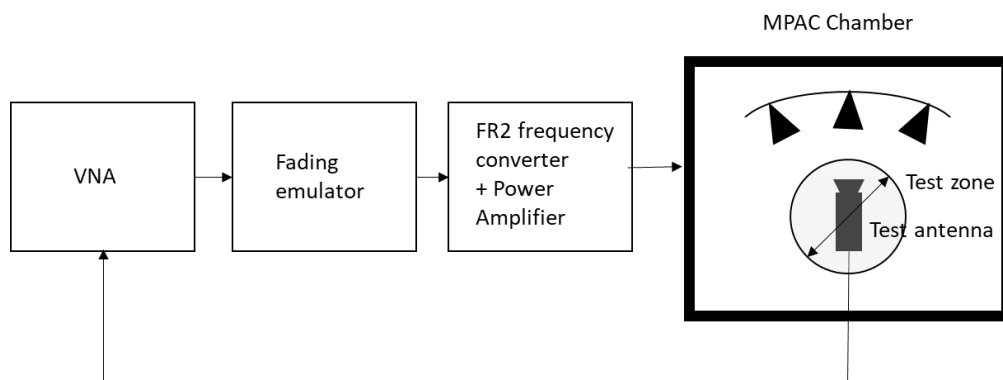 MPAC Chamber
VNA
Fading
emulator
FR2 frequency
converter
+ Power
Amplifier
Test zone
Test antenna